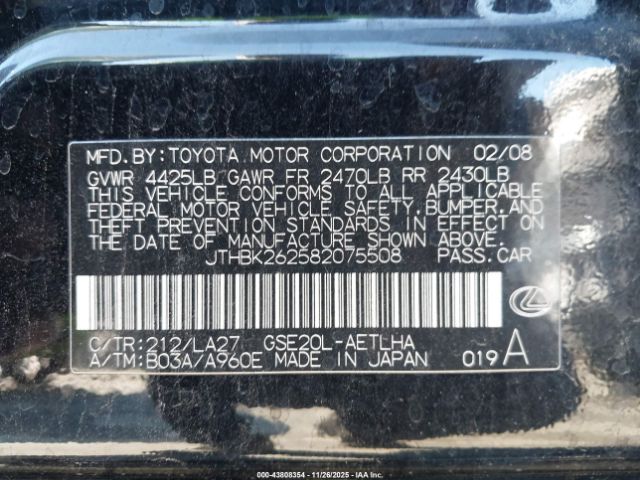 MFD.BY:TOYOTA MOTOR CORPORATION 02/08
GVWR 4425LB GAWR FR 2470LB RR 2430LB
THIS VEHICLE CONFORMS TO ALL APPLICABLE
FEDERAL MOTOR VEHICLE SAFETY,BUMPER,AND
THEFT PREVENTION STANDARDS IN EFFECT ON
THE DATE OF MANUFACTURE SHOWN ABOVE.
JTHBK262582075508 PASS.CAR
C/TR:212/LA27 GSE20L-AETLHA
A/TM:B03A/A960E MADE IN JAPAN 019A
000-43808354 | 11/26/2025 - IAAI.COM